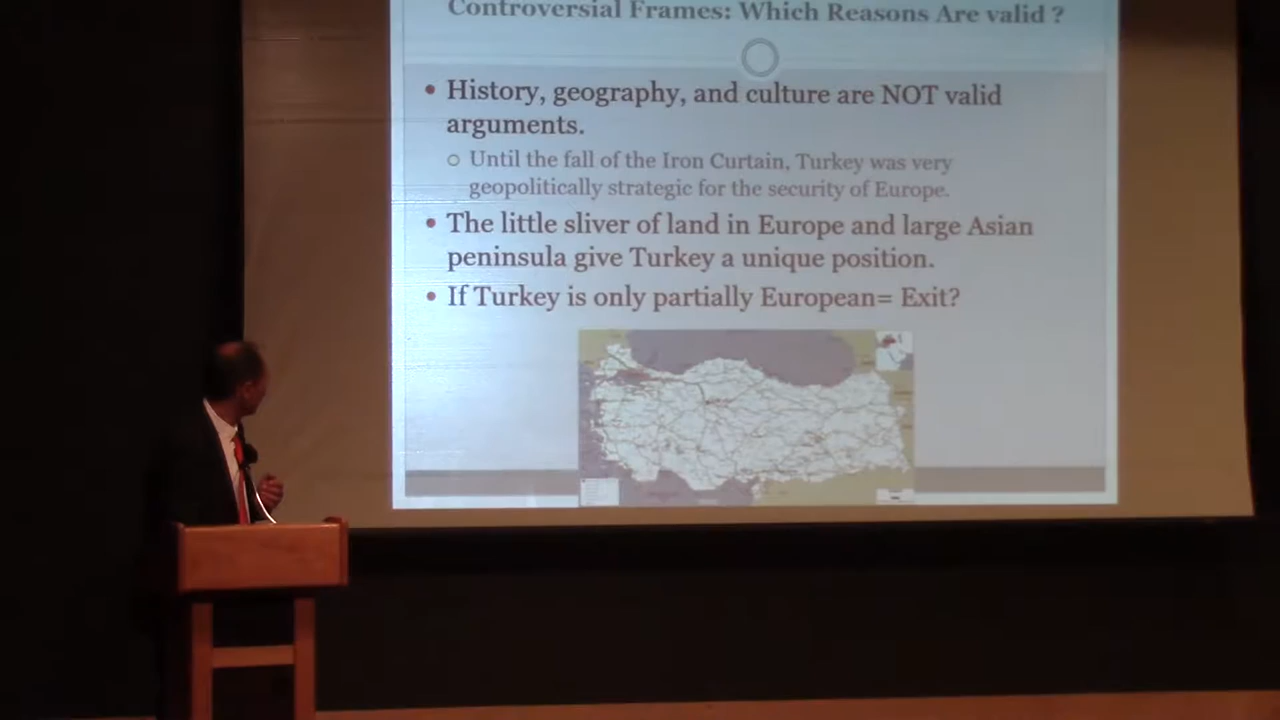 Controversial Frames: Which Reasons Are valid ?
• History, geography, and culture are NOT valid
arguments.
o Until the fall of the Iron Curtain, Turkey was very
geopolitically strategic for the security of Europe.
• The little sliver of land in Europe and large Asian
peninsula give Turkey a unique position.
• If Turkey is only partially European= Exit?